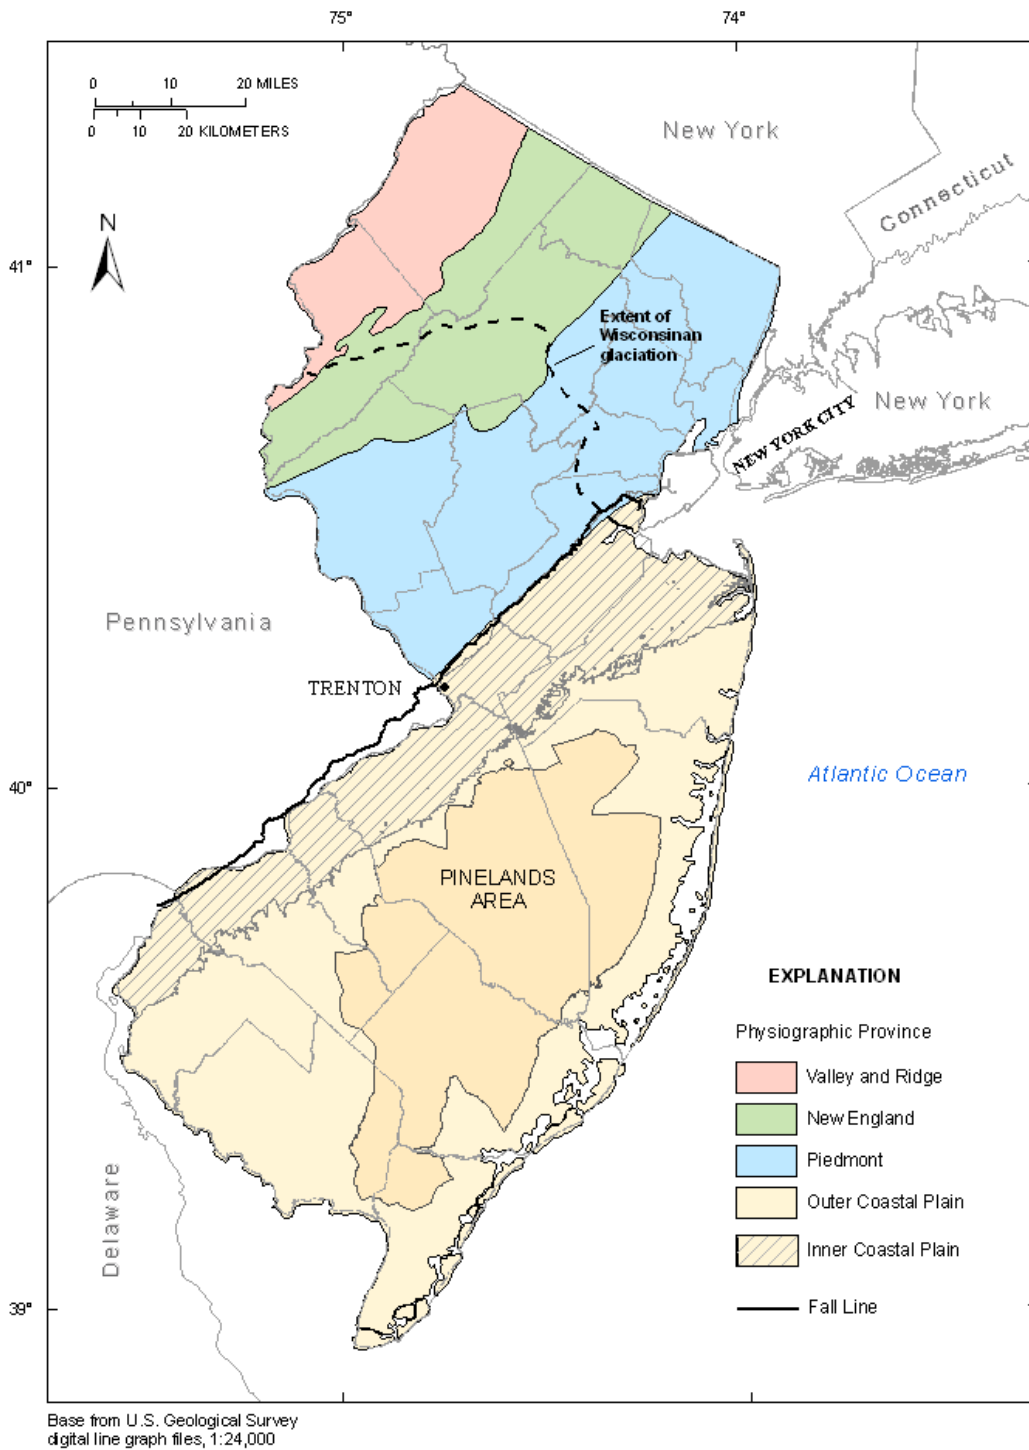 75°
74°
0 10 20 MILES
0 10 20 KILOMETERS
New York
Connecticut
N
41°
Extent of
Wisconsinan
glaciation
New York
NEW YORK CITY
Pennsylvania
TRENTON
Atlantic Ocean
40°
PINELANDS
AREA
EXPLANATION
Physiographic Province
Valley and Ridge
New England
Piedmont
Outer Coastal Plain
Inner Coastal Plain
Fall Line
Delaware
39°
75°
74°
Base from U.S. Geological Survey
digital line graph files, 1:24,000